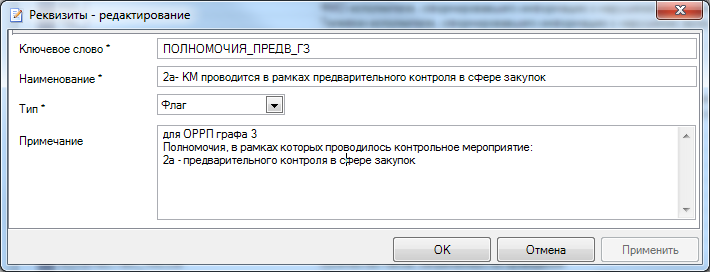 Реквизиты - редактирование
Ключевое слово * ПОЛНОМОЧИЯ_ПРЕДВ_ГЗ
Наименование * 2а- КМ проводится в рамках предварительного контроля в сфере закупок
Тип * Флаг
Примечание
для ОРРП графа 3
Полномочия, в рамках которых проводилось контрольное мероприятие:
2а - предварительного контроля в сфере закупок
ОК Отмена Применить